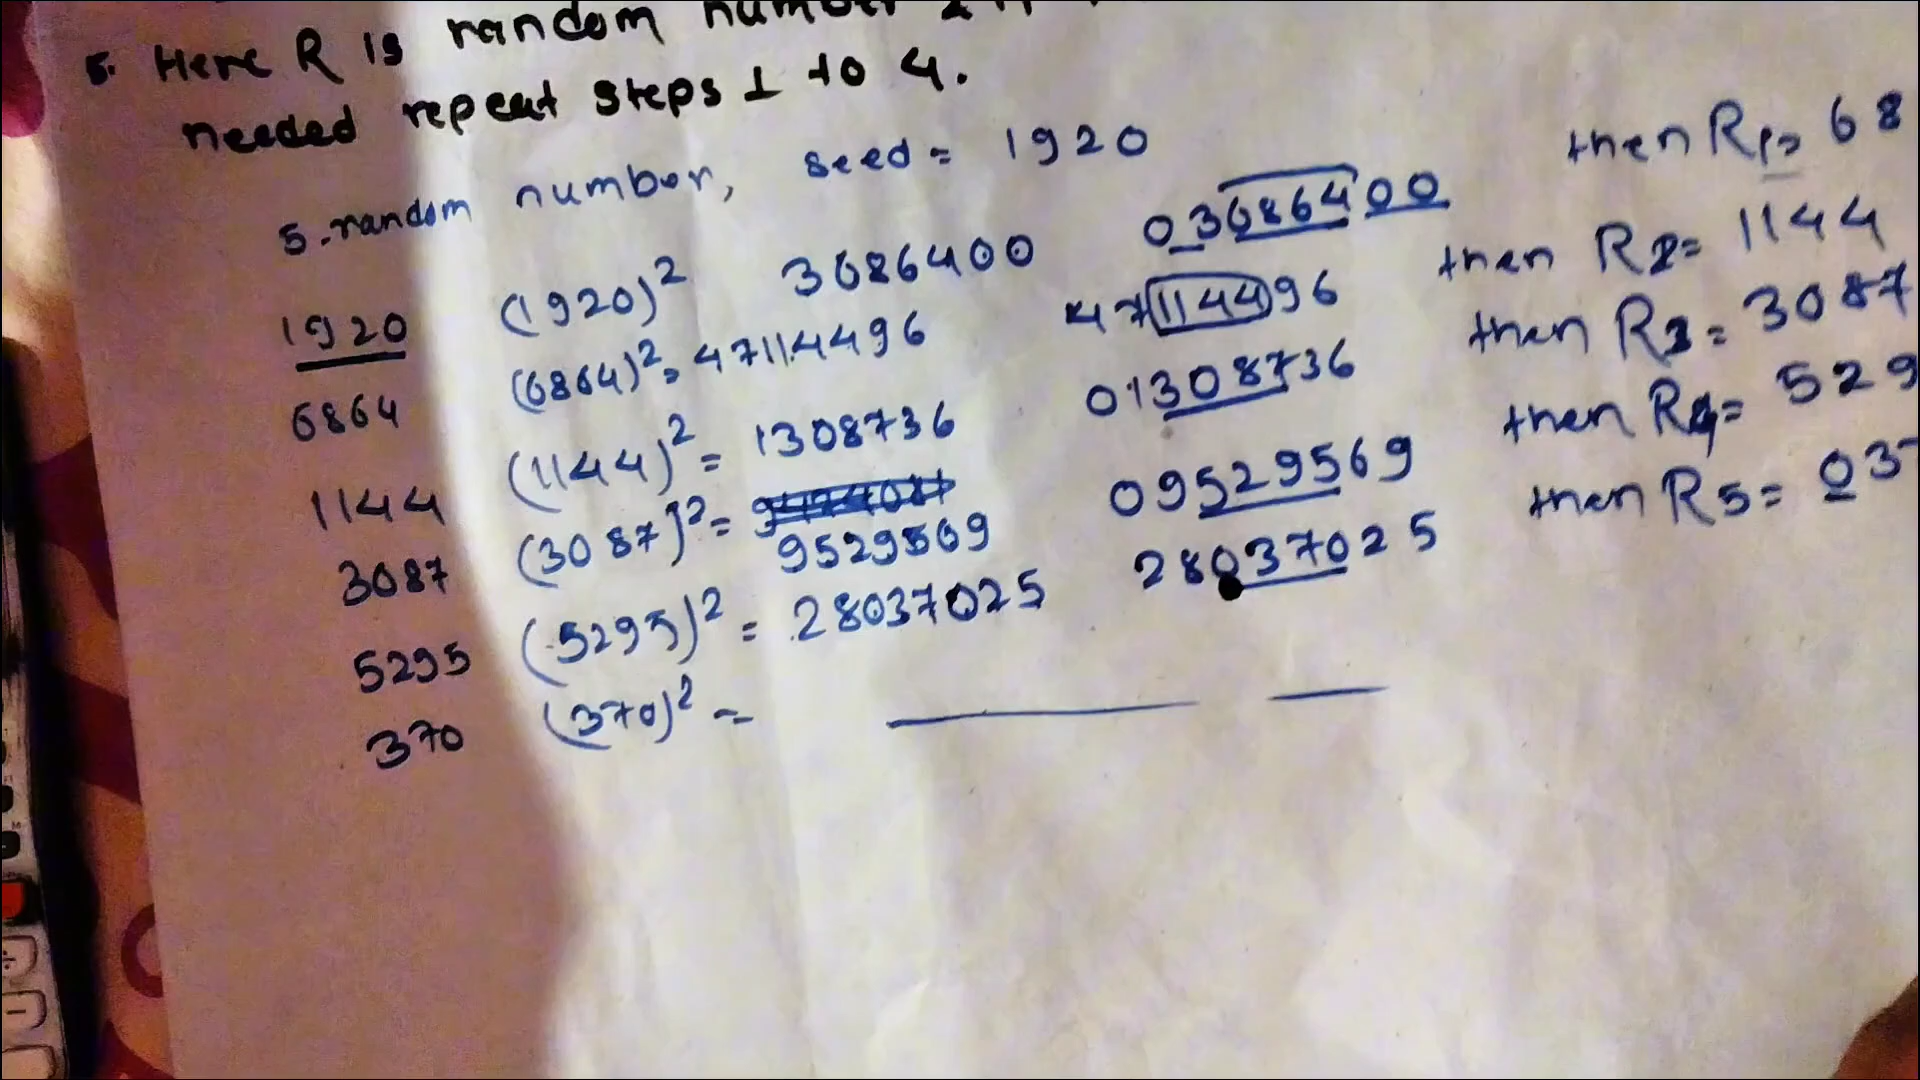 5. Here R is random number
needed repeat steps 1 to 4.
5. random number, seed = 1920
1920 (1920)² 3686400 03686400 then R1= 68
6864 (6864)² = 47114496 47114496 then R2= 1144
1144 (1144)² = 1308736 01308736 then R3= 3087
3087 (3087)² = 9529569 09529569 then R4= 529
5295 (5295)² = 28037025 28037025 then R5= 037
370 (370)² =